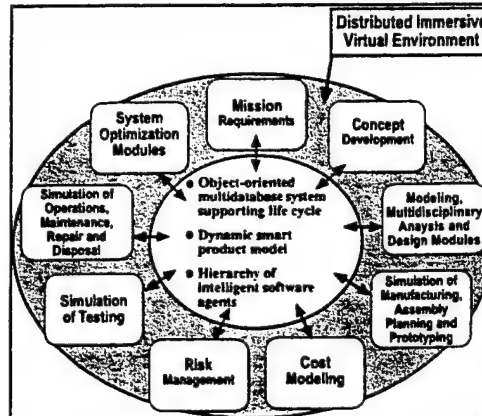 Distributed Immersive
Virtual Environment
Mission
Requirements
System
Optimization
Modules
Concept
Development
Simulation of
Operations,
Maintenance,
Repair and
Disposal
• Object-oriented
multidatabase system
supporting life cycle
• Dynamic smart
product model
• Hierarchy of
intelligent software
agents
Modeling,
Multidisciplinary
Anaysis and
Design Modules
Simulation
of Testing
Simulation of
Manufacturing,
Assembly
Planning and
Prototyping
Risk
Management
Cost
Modeling